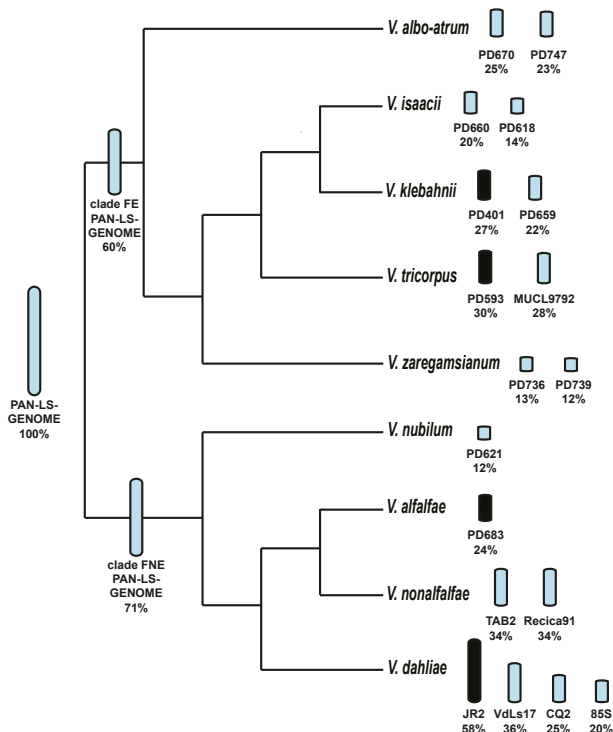 V. albo-atrum
PD670 PD747
25% 23%
V. isaacii
PD660 PD618
20% 14%
clade FE
PAN-LS-
GENOME
60%
V. klebahnii
PD401 PD659
27% 22%
V. tricorpus
PD593 MUCL9792
30% 28%
V. zaregamsianum
PD736 PD739
13% 12%
PAN-LS-
GENOME
100%
V. nubilum
PD621
12%
V. alfalfae
PD683
24%
clade FNE
PAN-LS-
GENOME
71%
V. nonalfalfae
TAB2 Recica91
34% 34%
V. dahliae
JR2 VdLs17 CQ2 85S
58% 36% 25% 20%